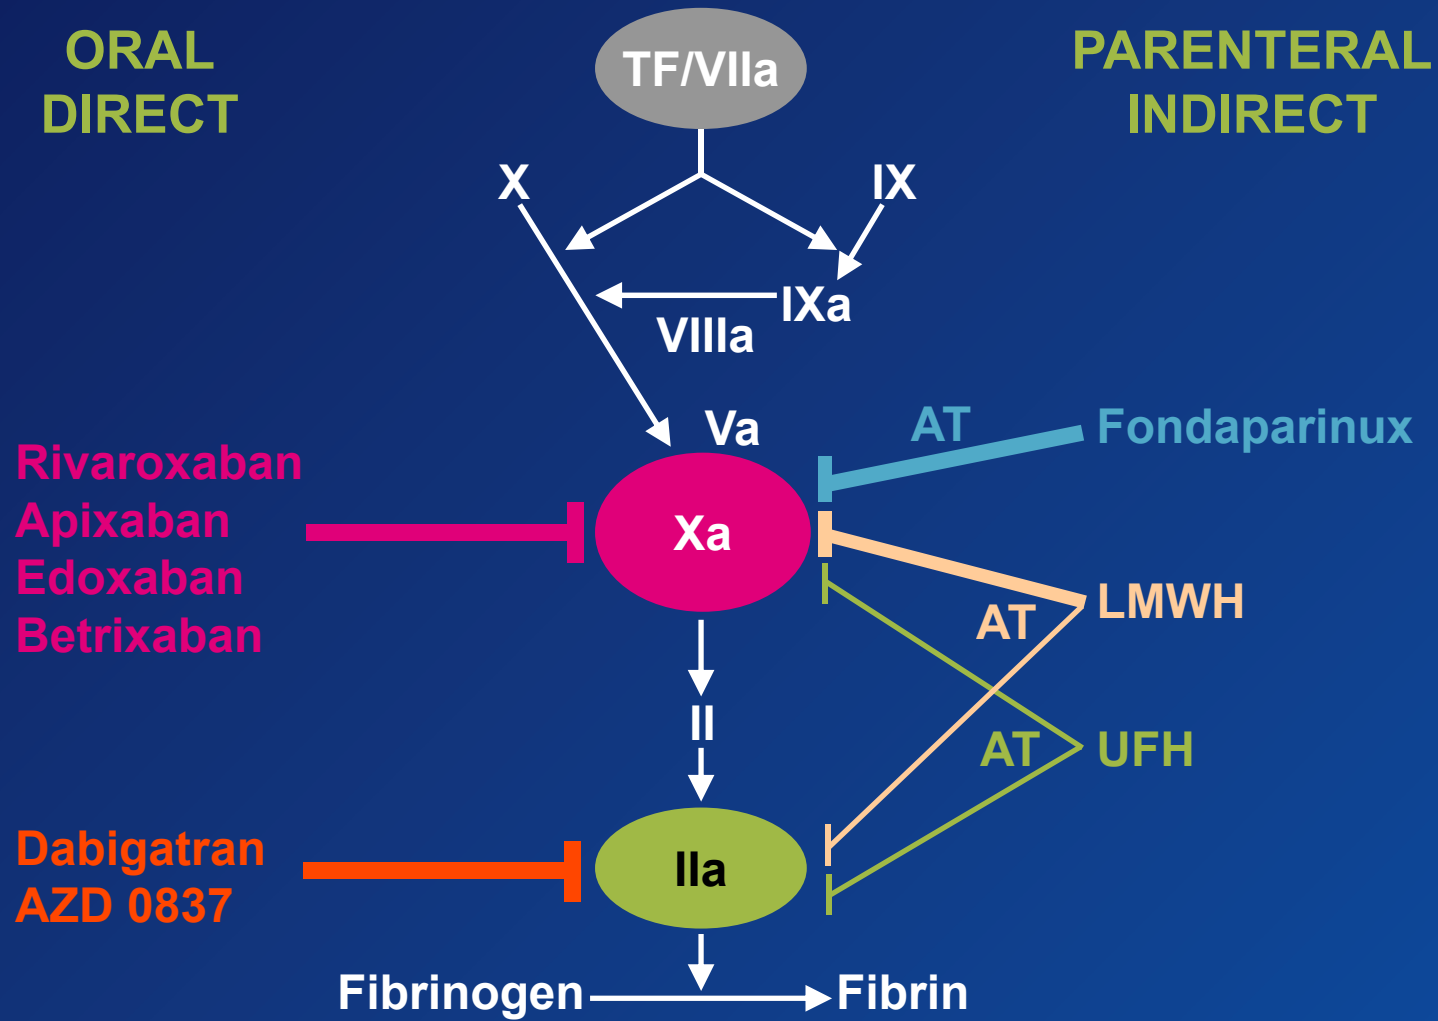 ORAL
DIRECT
TF/VIIa
PARENTERAL
INDIRECT
X
IX
IXa
VIIIa
Va
AT
Fondaparinux
Rivaroxaban
Apixaban
Edoxaban
Betrixaban
Xa
AT
LMWH
II
AT
UFH
Dabigatran
AZD 0837
IIa
Fibrinogen
Fibrin